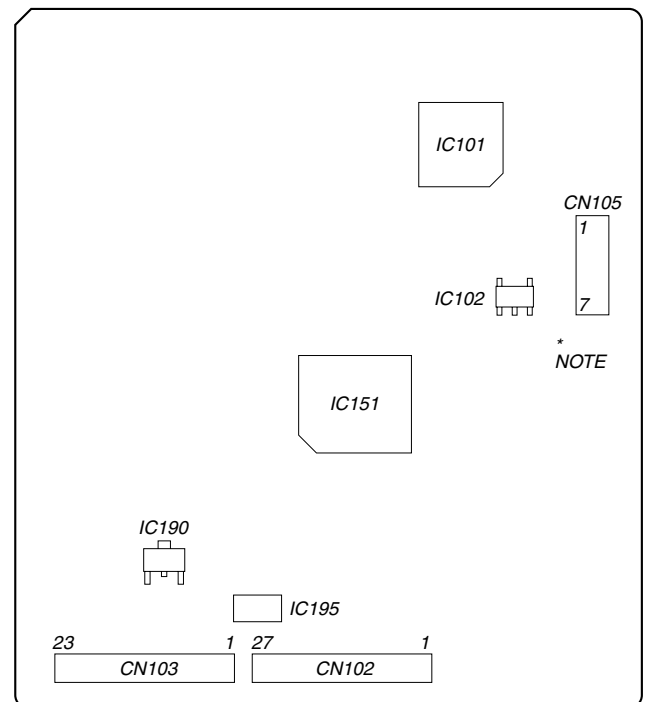 IC101
CN105
1
IC102
7
*
NOTE
IC151
IC190
IC195
23 1 27 1
CN103 CN102